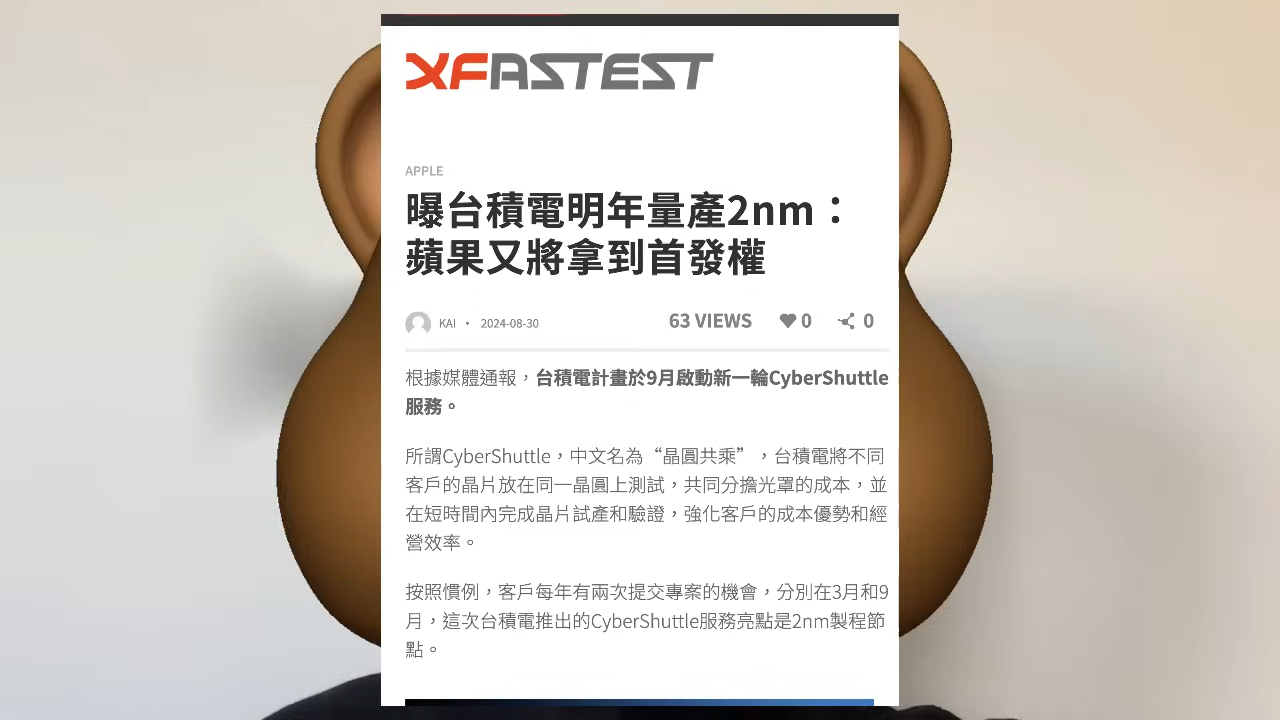 XFASTEST
APPLE
曝台積電明年量產2nm：
蘋果又將拿到首發權
KAI • 2024-08-30
63 VIEWS 0 0
根據媒體通報，台積電計畫於9月啟動新一輪CyberShuttle
服務。
所謂CyberShuttle，中文名為“晶圓共乘”，台積電將不同
客戶的晶片放在同一晶圓上測試，共同分擔光罩的成本，並
在短時間內完成晶片試產和驗證，強化客戶的成本優勢和經
營效率。
按照慣例，客戶每年有兩次提交專案的機會，分別在3月和9
月，這次台積電推出的CyberShuttle服務亮點是2nm製程節
點。